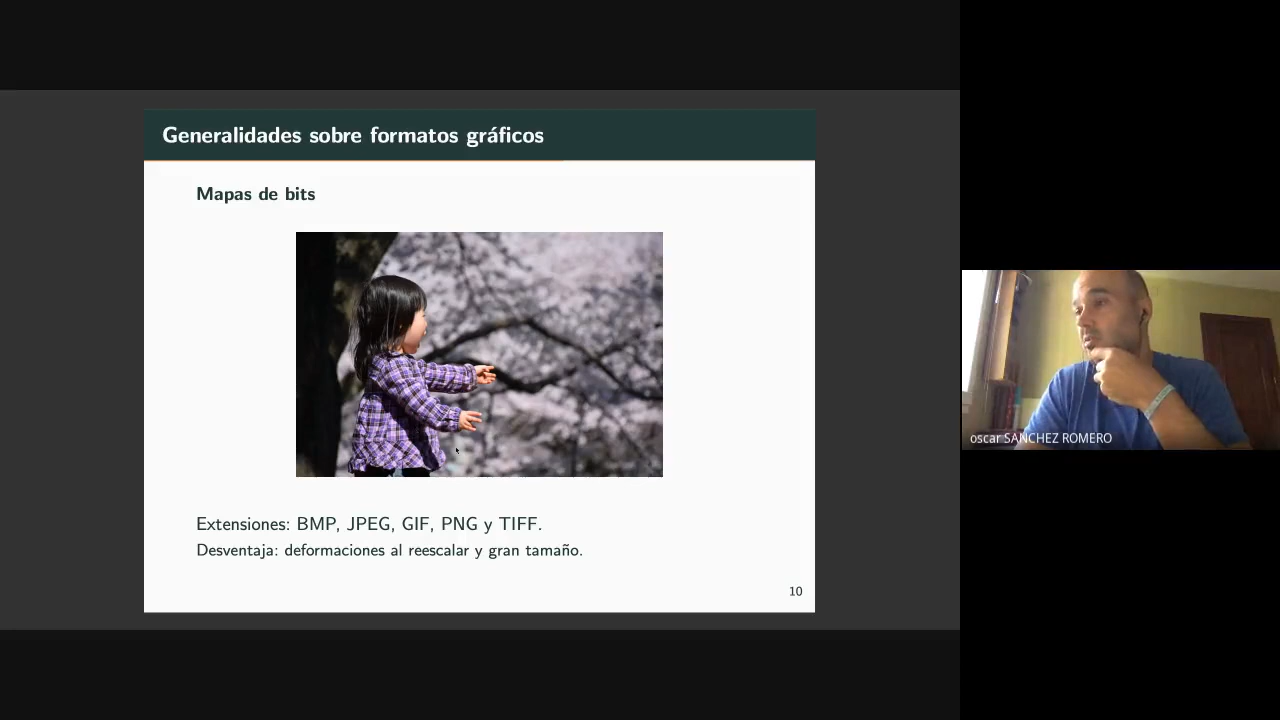 Generalidades sobre formatos gráficos
Mapas de bits
Extensiones: BMP, JPEG, GIF, PNG y TIFF.
Desventaja: deformaciones al reescalar y gran tamaño.
10
oscar SANCHEZ ROMERO